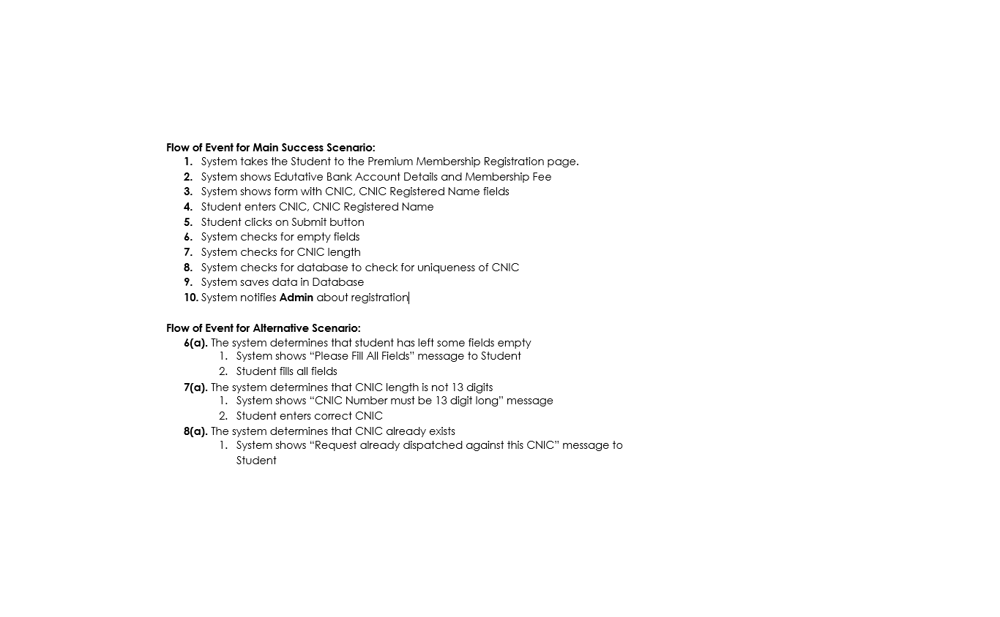 Flow of Event for Main Success Scenario:
1. System takes the Student to the Premium Membership Registration page.
2. System shows Edutative Bank Account Details and Membership Fee
3. System shows form with CNIC, CNIC Registered Name fields
4. Student enters CNIC, CNIC Registered Name
5. Student clicks on Submit button
6. System checks for empty fields
7. System checks for CNIC length
8. System checks for database to check for uniqueness of CNIC
9. System saves data in Database
10. System notifies Admin about registration
Flow of Event for Alternative Scenario:
6(a). The system determines that student has left some fields empty
1. System shows “Please Fill All Fields” message to Student
2. Student fills all fields
7(a). The system determines that CNIC length is not 13 digits
1. System shows “CNIC Number must be 13 digit long” message
2. Student enters correct CNIC
8(a). The system determines that CNIC already exists
1. System shows “Request already dispatched against this CNIC” message to
Student